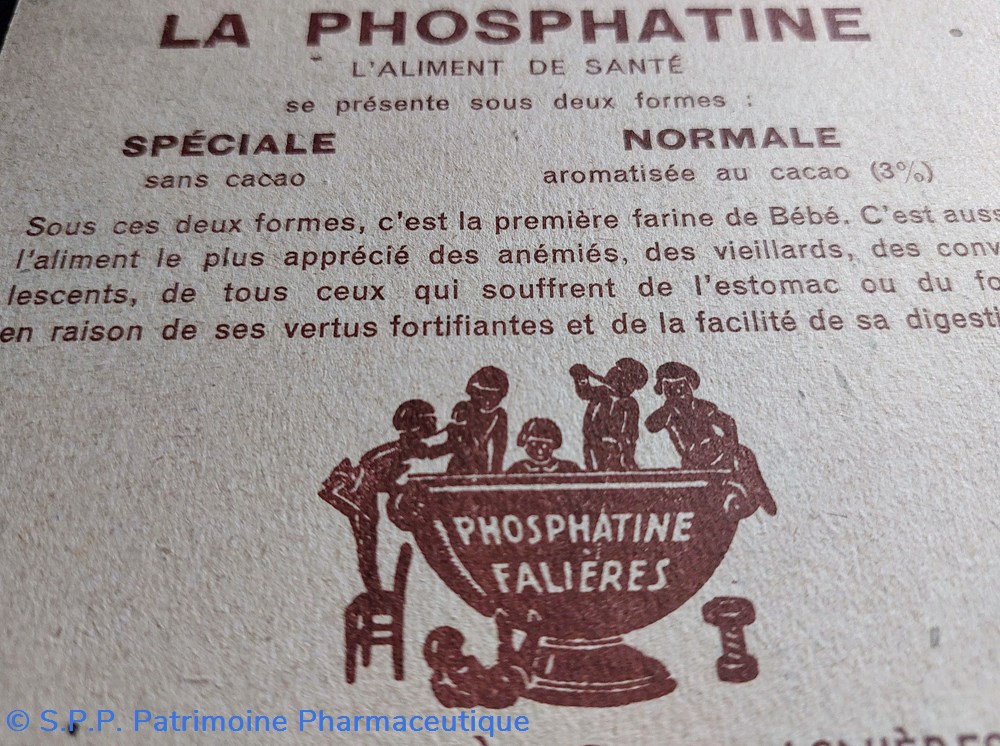 LA PHOSPHATINE
L'ALIMENT DE SANTÉ
se présente sous deux formes :
SPÉCIALE
sans cacao
NORMALE
aromatisée au cacao (3%)
Sous ces deux formes, c'est la première farine de Bébé. C'est auss
l'aliment le plus apprécié des anémiés, des vieillards, des conv
lescents, de tous ceux qui souffrent de l'estomac ou du fo
en raison de ses vertus fortifiantes et de la facilité de sa digesti
PHOSPHATINE
FALIÈRES
© S.P.P. Patrimoine Pharmaceutique